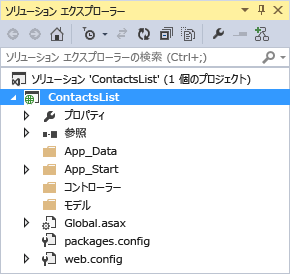 ソリューション エクスプローラー
ソリューション エクスプローラー の検索 (Ctrl+;)
ソリューション 'ContactsList' (1 個のプロジェクト)
ContactsList
プロパティ
参照
App_Data
App_Start
コントローラー
モデル
Global.asax
packages.config
web.config